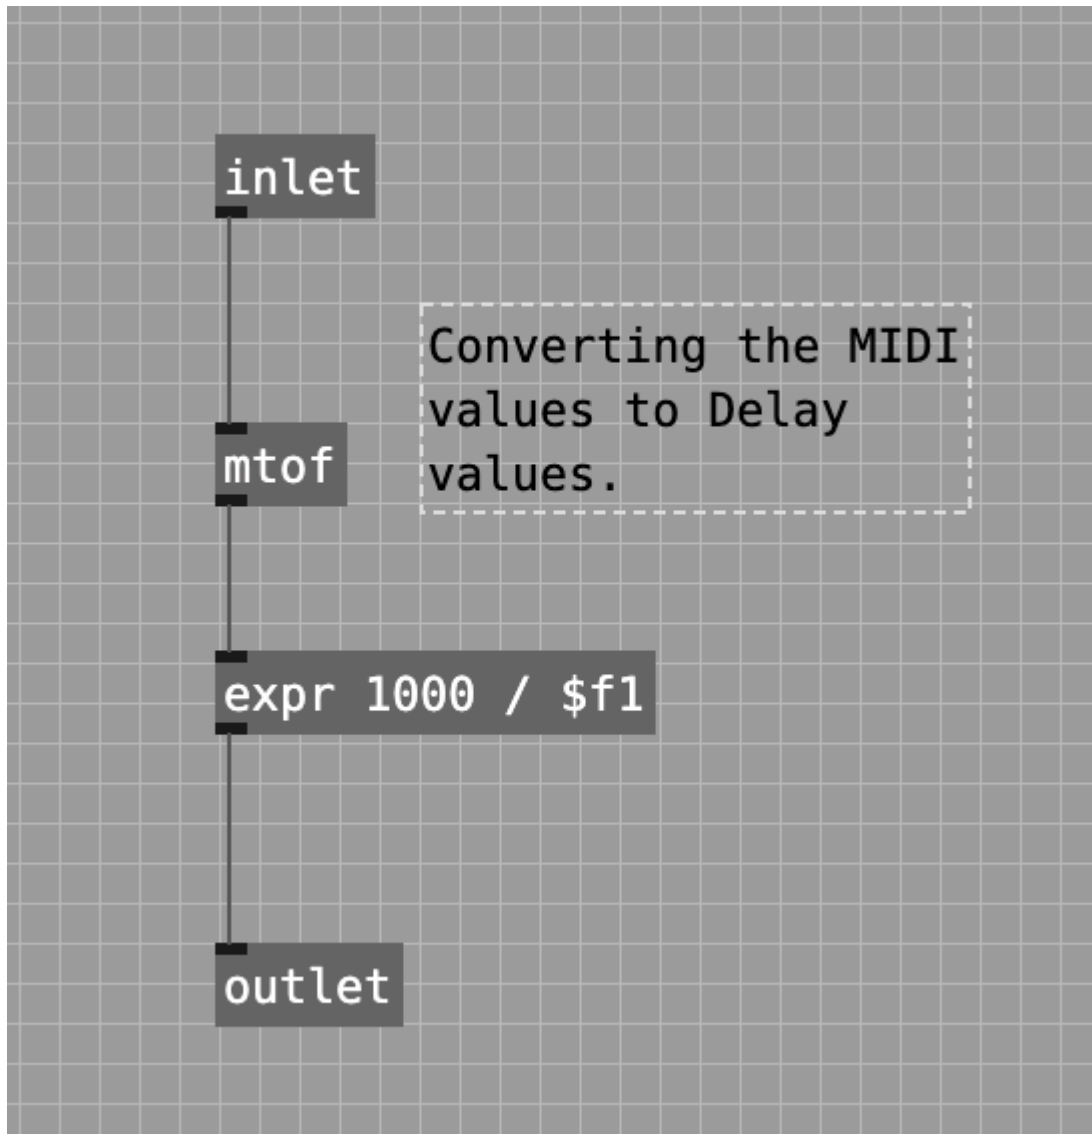 inlet
Converting the MIDI
values to Delay
values.
mtof
expr 1000 / $f1
outlet